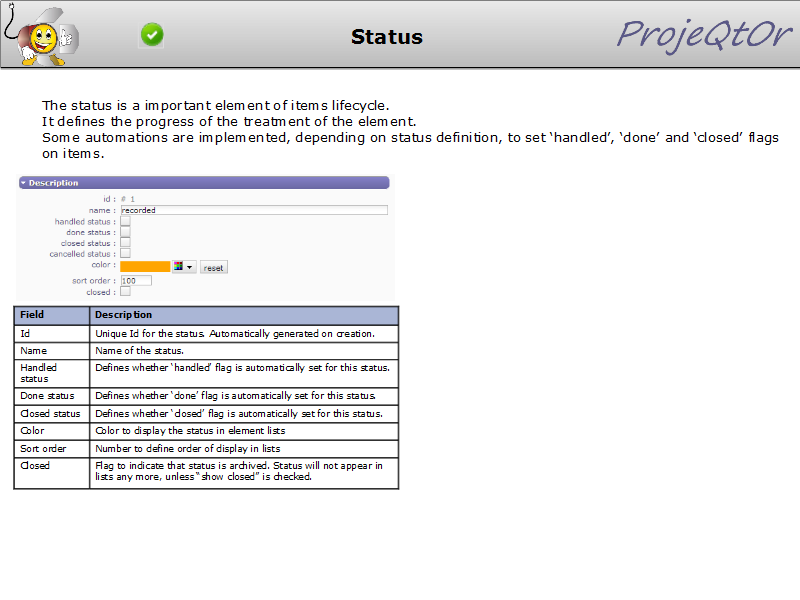 Status
ProjeQtOr
The status is a important element of items lifecycle.
It defines the progress of the treatment of the element.
Some automations are implemented, depending on status definition, to set ‘handled’, ‘done’ and ‘closed’ flags
on items.
Description
id : # 1
name : recorded
handled status :
done status :
closed status :
cancelled status :
color : reset
sort order : 100
closed :
Field Description
Id Unique Id for the status. Automatically generated on creation.
Name Name of the status.
Handled Defines whether ‘handled’ flag is automatically set for this status.
status
Done status Defines whether ‘done’ flag is automatically set for this status.
Closed status Defines whether ‘closed’ flag is automatically set for this status.
Color Color to display the status in element lists
Sort order Number to define order of display in lists
Closed Flag to indicate that status is archived. Status will not appear in
lists any more, unless “show closed” is checked.